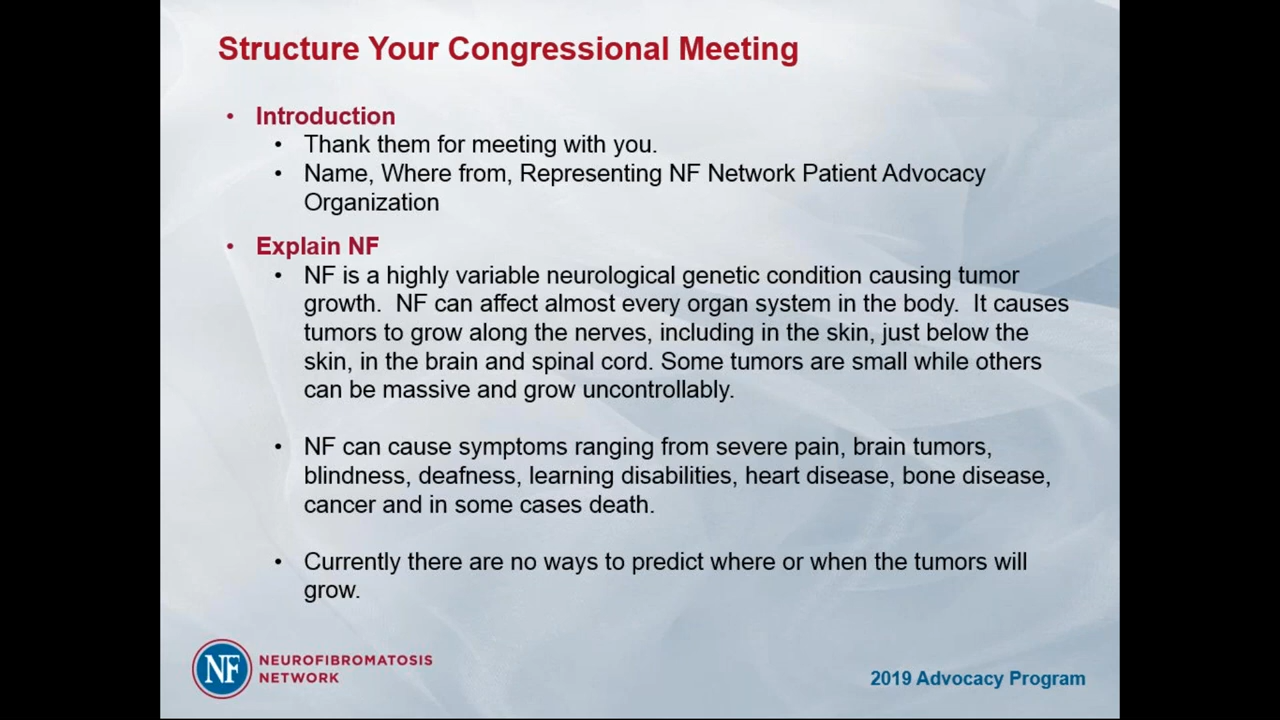 Structure Your Congressional Meeting
• Introduction
• Thank them for meeting with you.
• Name, Where from, Representing NF Network Patient Advocacy
Organization
• Explain NF
• NF is a highly variable neurological genetic condition causing tumor
growth.  NF can affect almost every organ system in the body.  It causes
tumors to grow along the nerves, including in the skin, just below the
skin, in the brain and spinal cord. Some tumors are small while others
can be massive and grow uncontrollably.
• NF can cause symptoms ranging from severe pain, brain tumors,
blindness, deafness, learning disabilities, heart disease, bone disease,
cancer and in some cases death.
• Currently there are no ways to predict where or when the tumors will
grow.
NF
NEUROFIBROMATOSIS
NETWORK
2019 Advocacy Program